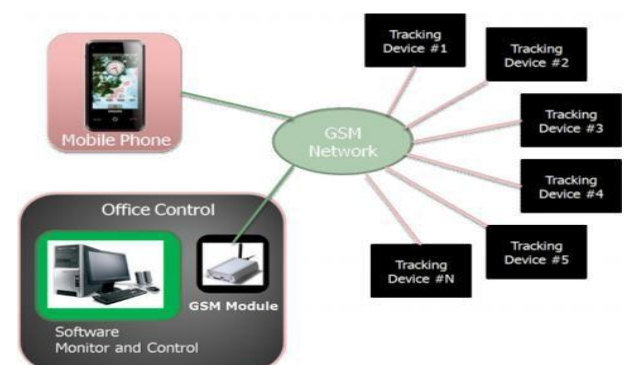 Tracking
Device #1
Tracking
Device #2
Tracking
Device #3
Tracking
Device #4
Tracking
Device #5
Tracking
Device #N
GSM
Network
Mobile Phone
Office Control
GSM Module
Software
Monitor and Control